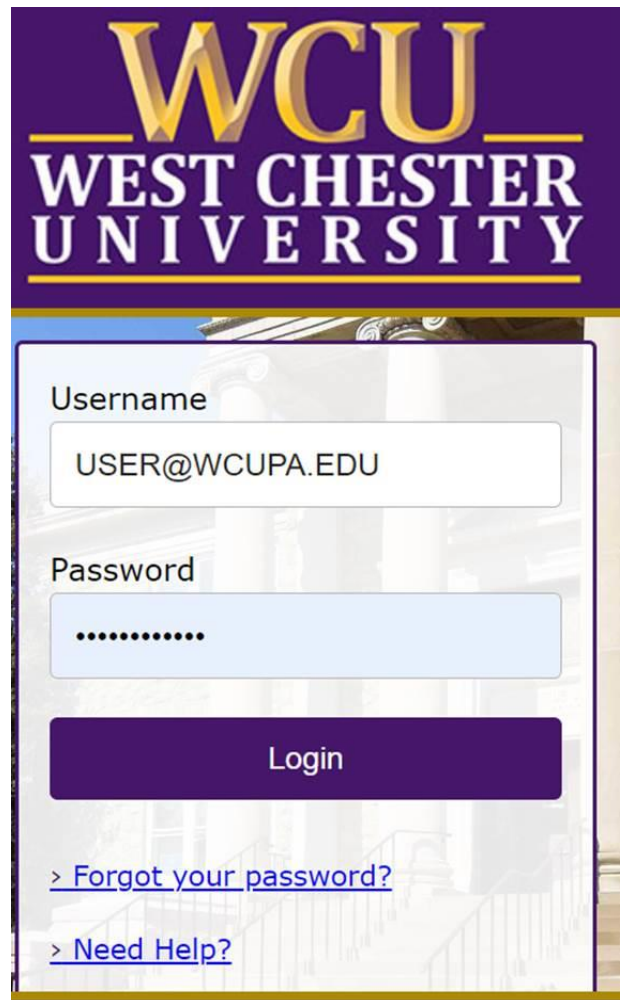 WCU
WEST CHESTER
UNIVERSITY
Username
USER@WCUPA.EDU
Password
••••••••••••
Login
> Forgot your password?
> Need Help?